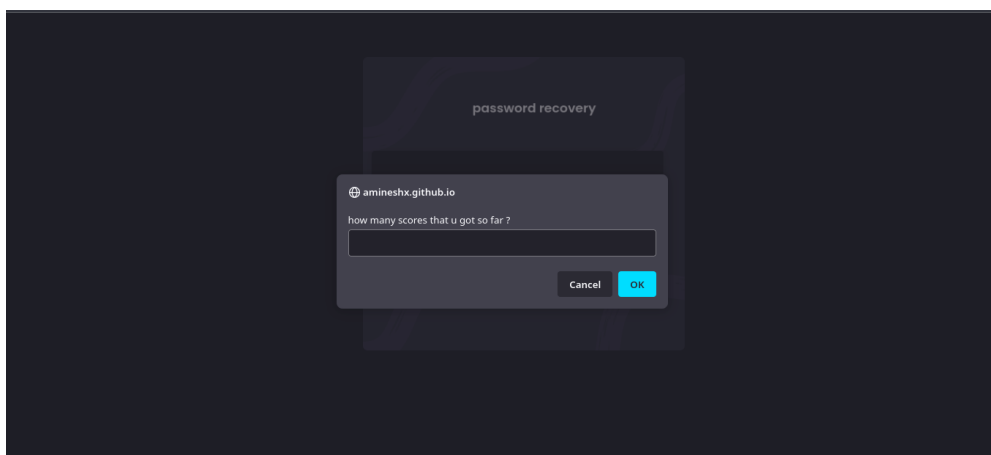 password recovery
amineshx.github.io
how many scores that u got so far ?
Cancel
OK